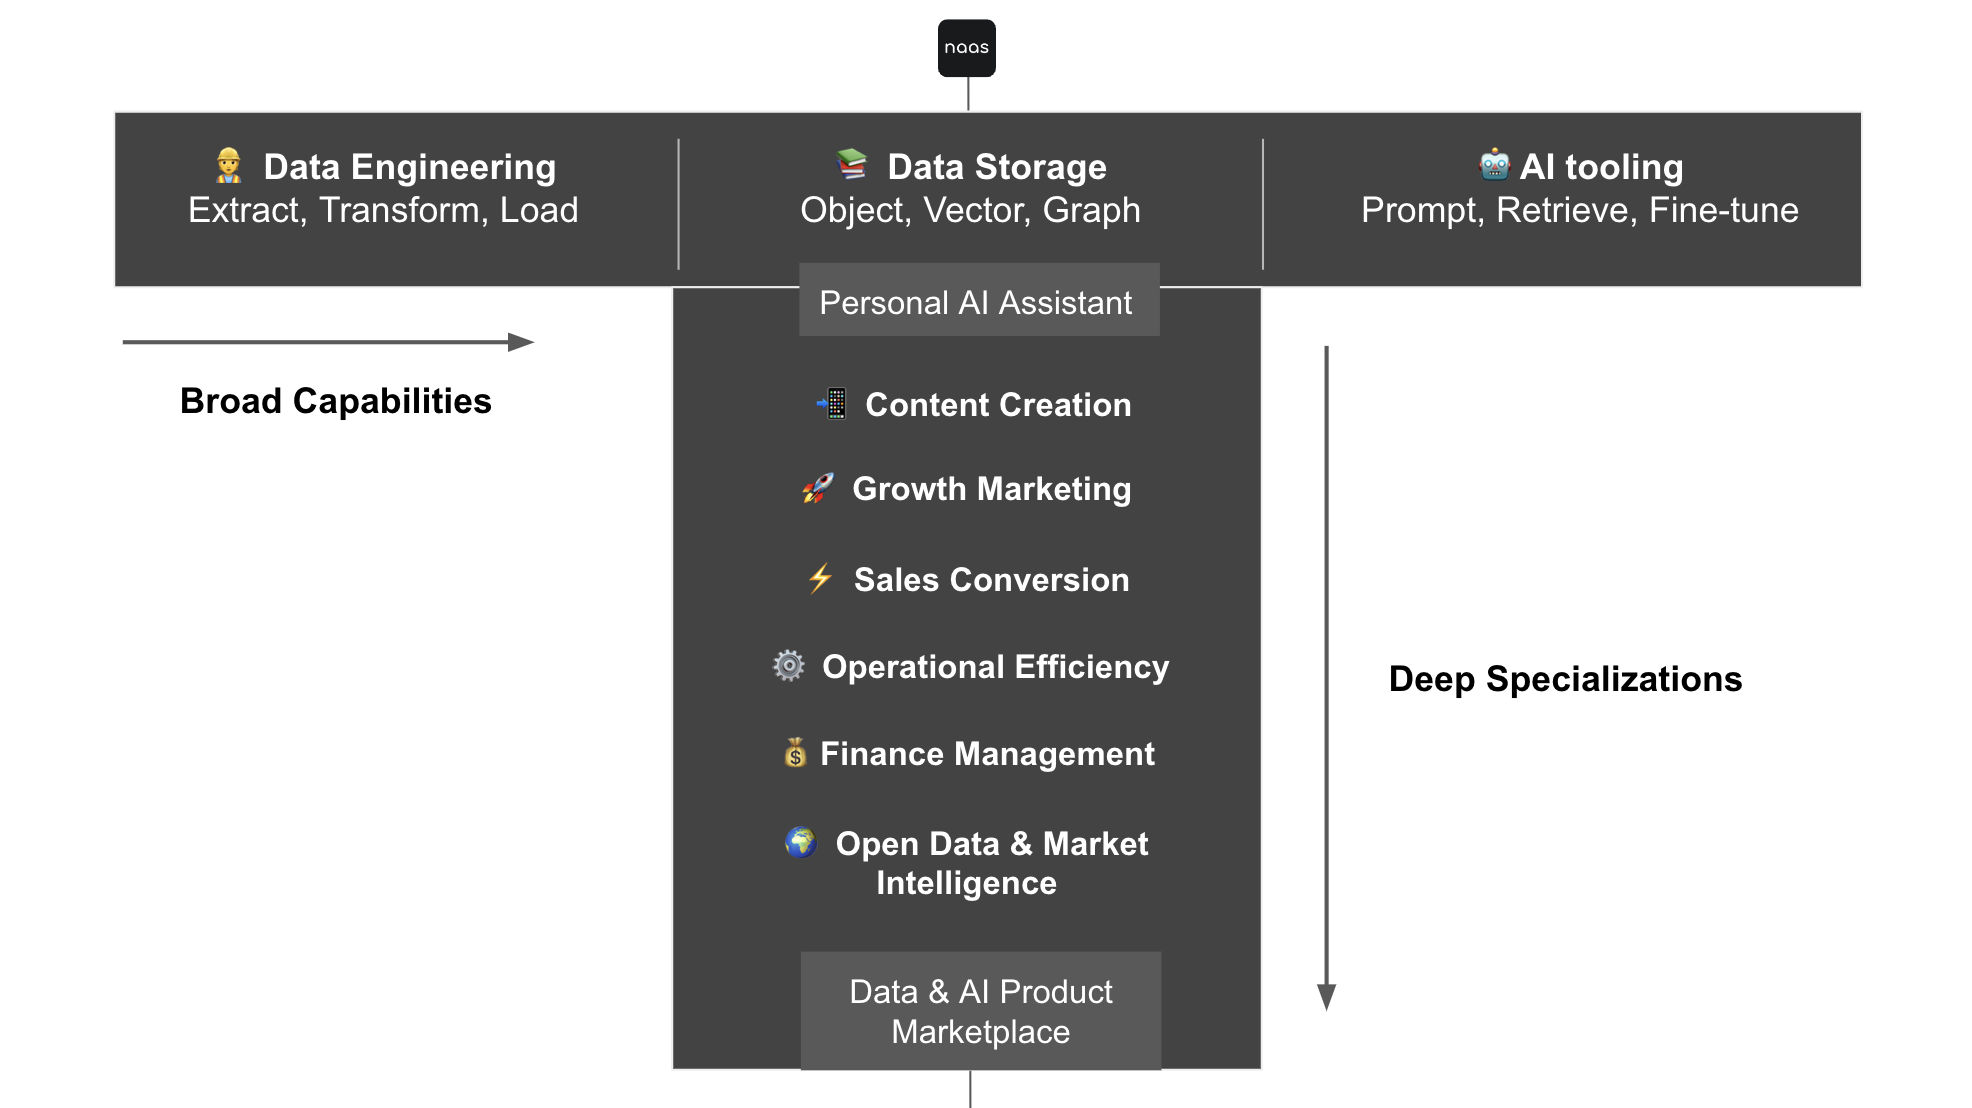 naas
Data Engineering
Extract, Transform, Load
Data Storage
Object, Vector, Graph
AI tooling
Prompt, Retrieve, Fine-tune
Personal AI Assistant
Broad Capabilities
Content Creation
Growth Marketing
Sales Conversion
Operational Efficiency
Finance Management
Open Data & Market
Intelligence
Deep Specializations
Data & AI Product
Marketplace